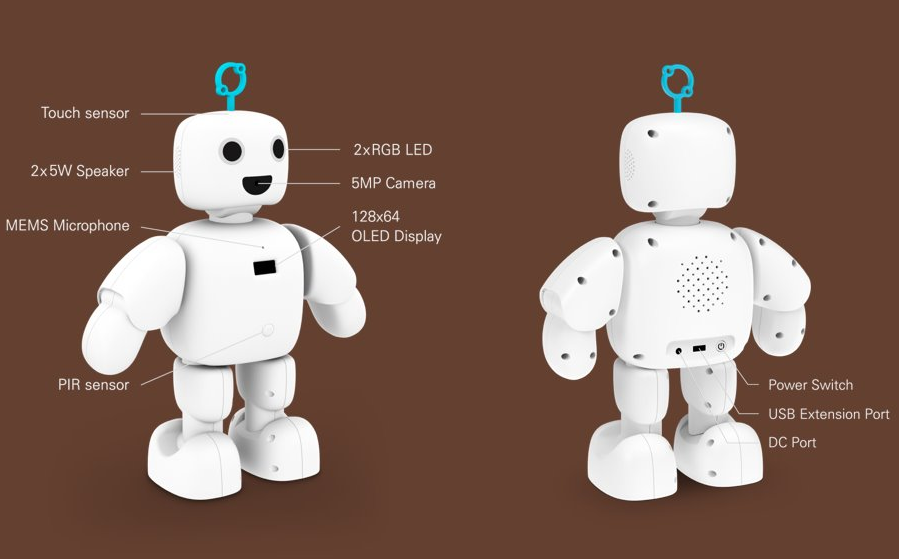 Touch sensor
2x5W Speaker
MEMS Microphone
PIR sensor
2xRGB LED
5MP Camera
128x64
OLED Display
Power Switch
USB Extension Port
DC Port